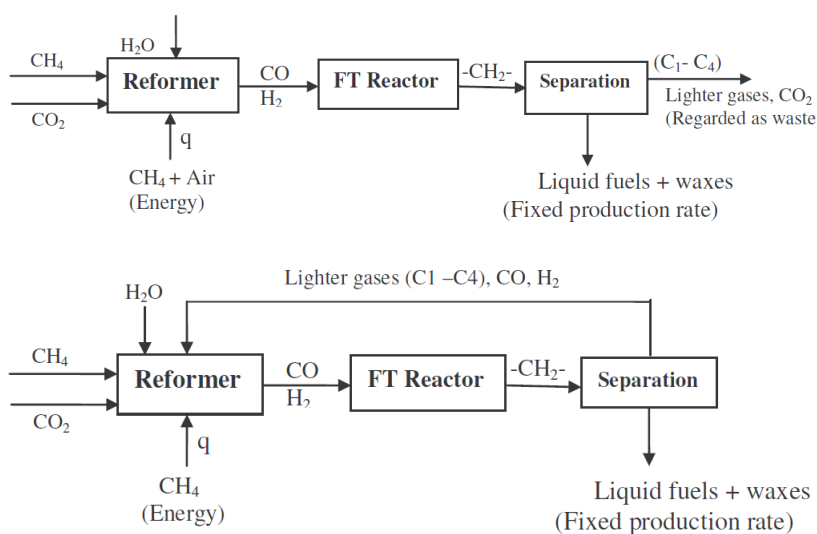 H₂O
CH₄
Reformer
CO
H₂
FT Reactor
-CH₂-
Separation
(C₁- C₄)
Lighter gases, CO₂
(Regarded as waste
CO₂
q
CH₄ + Air
(Energy)
Liquid fuels + waxes
(Fixed production rate)
Lighter gases (C1 –C4), CO, H₂
H₂O
CH₄
Reformer
CO
H₂
FT Reactor
-CH₂-
Separation
CO₂
q
CH₄
(Energy)
Liquid fuels + waxes
(Fixed production rate)